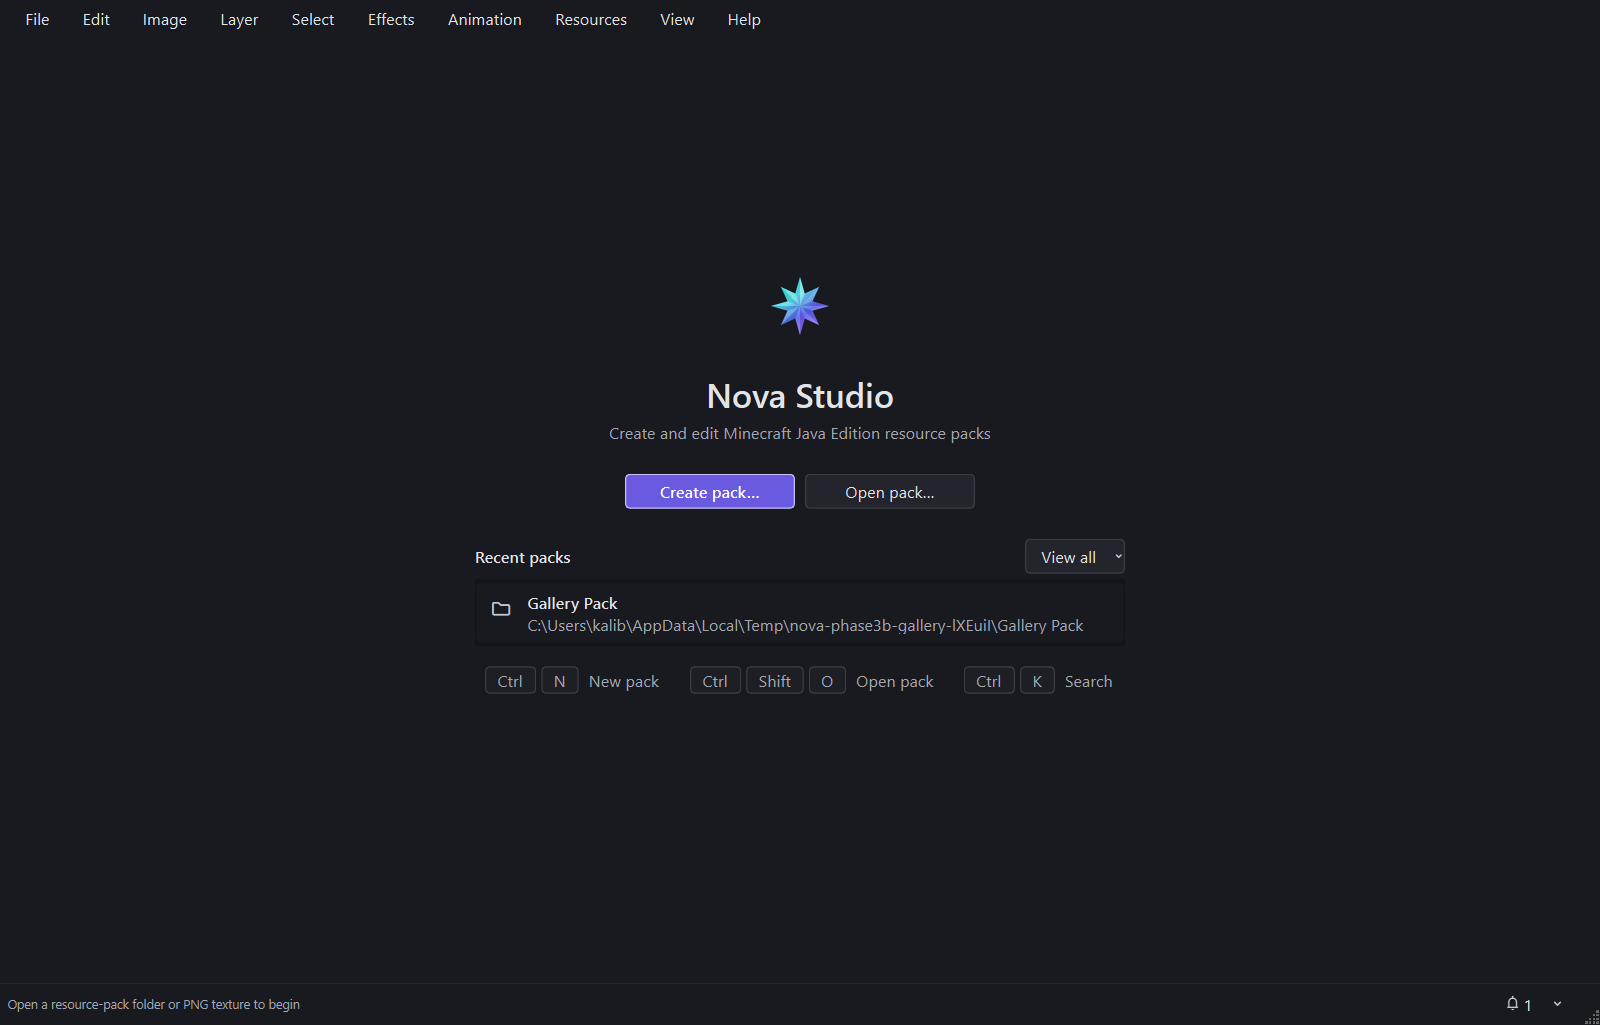 File Edit Image Layer Select Effects Animation Resources View Help
Nova Studio
Create and edit Minecraft Java Edition resource packs
Create pack... Open pack...
Recent packs View all
Gallery Pack
C:\Users\kalib\AppData\Local\Temp\nova-phase3b-gallery-lXEuiI\Gallery Pack
Ctrl N New pack Ctrl Shift O Open pack Ctrl K Search
Open a resource-pack folder or PNG texture to begin 1